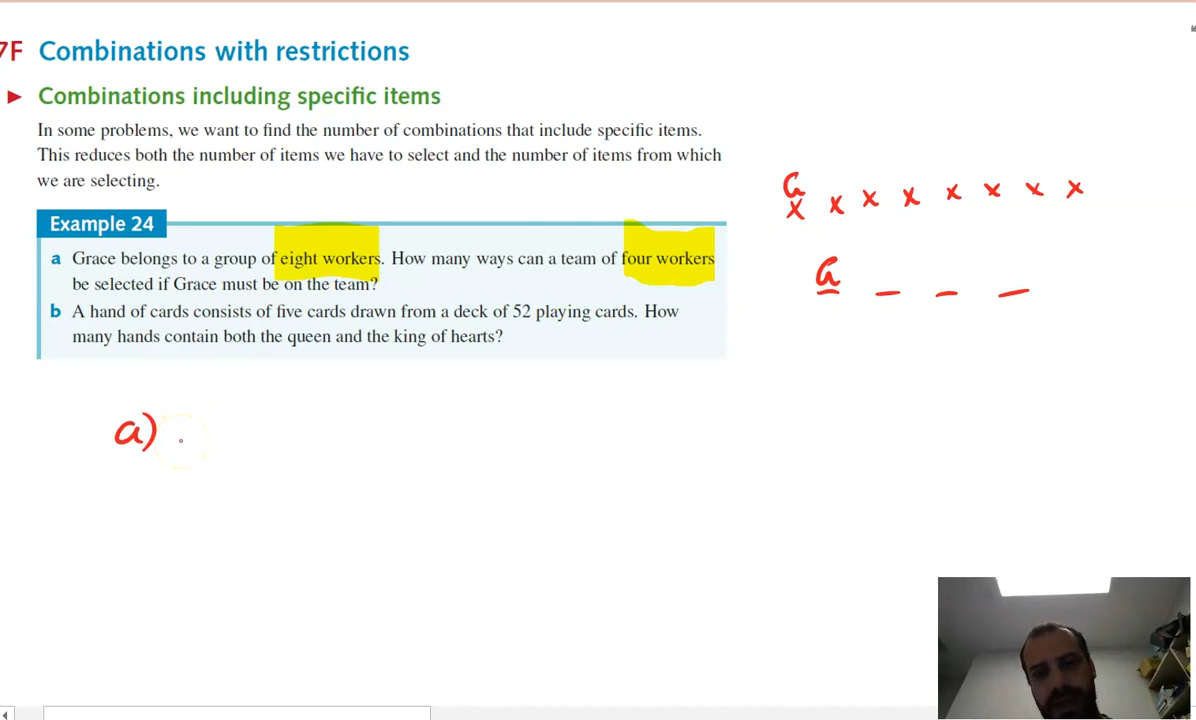 7F Combinations with restrictions
Combinations including specific items
In some problems, we want to find the number of combinations that include specific items.
This reduces both the number of items we have to select and the number of items from which
we are selecting.
Example 24
a Grace belongs to a group of eight workers. How many ways can a team of four workers
be selected if Grace must be on the team?
b A hand of cards consists of five cards drawn from a deck of 52 playing cards. How
many hands contain both the queen and the king of hearts?
G
x x x x x x x x
G _ _ _
a)